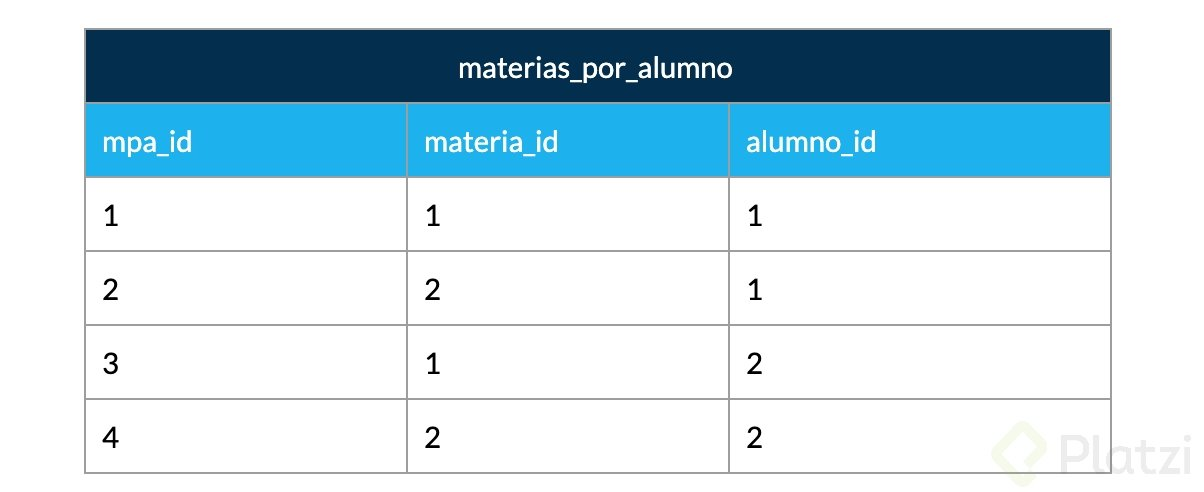 materias_por_alumno
mpa_id materia_id alumno_id
1 1 1
2 2 1
3 1 2
4 2 2
Platzi